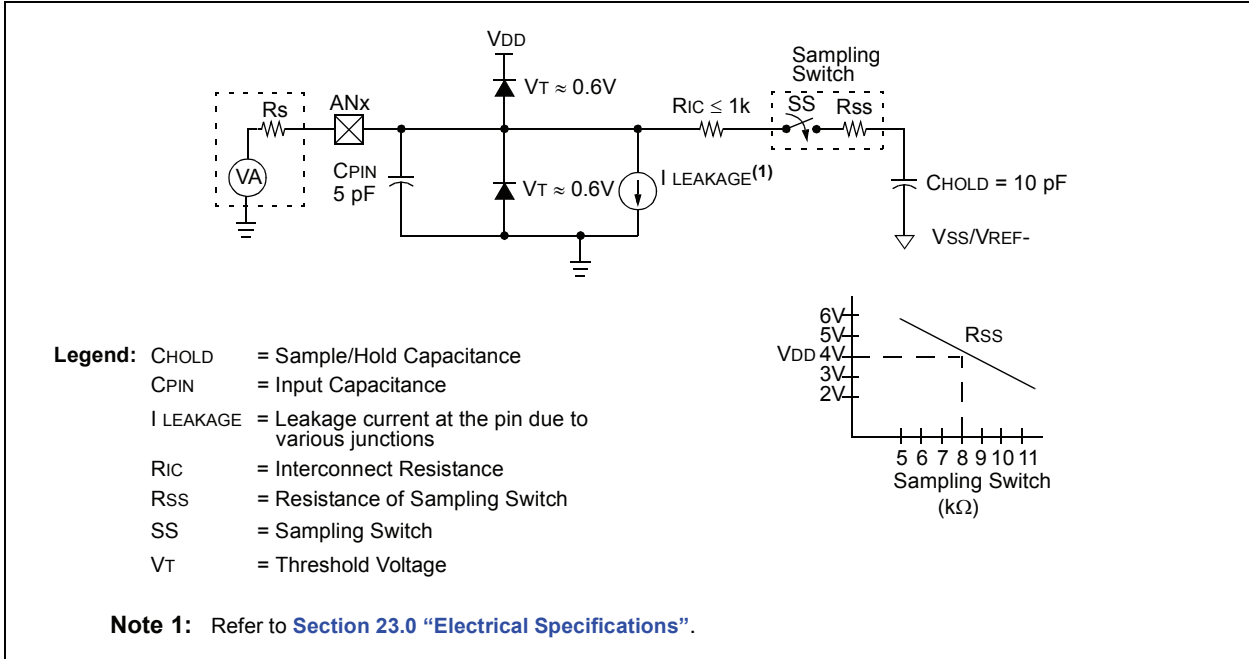 VDD
Sampling
Switch
VT ≈ 0.6V
RIC ≤ 1k
SS
RSS
Rs
ANx
VA
CPIN
5 pF
VT ≈ 0.6V
I LEAKAGE(1)
CHOLD = 10 pF
VSS/VREF-
6V
5V
VDD 4V
3V
2V
RSS
5 6 7 8 9 10 11
Sampling Switch
(kΩ)
Legend: CHOLD = Sample/Hold Capacitance
CPIN = Input Capacitance
I LEAKAGE = Leakage current at the pin due to
various junctions
RIC = Interconnect Resistance
RSS = Resistance of Sampling Switch
SS = Sampling Switch
VT = Threshold Voltage
Note 1: Refer to Section 23.0 “Electrical Specifications”.